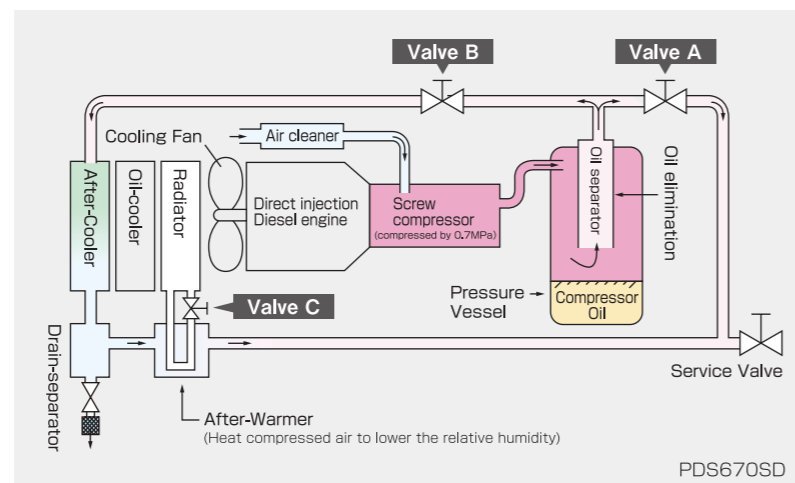 Valve B
Valve A
Cooling Fan
Air cleaner
After-Cooler
Oil-cooler
Radiator
Direct injection
Diesel engine
Screw
compressor
(compressed by 0.7MPa)
Oil separator
Oil elimination
Valve C
Pressure
Vessel
Compressor
Oil
Drain-separator
Service Valve
After-Warmer
(Heat compressed air to lower the relative humidity)
PDS670SD